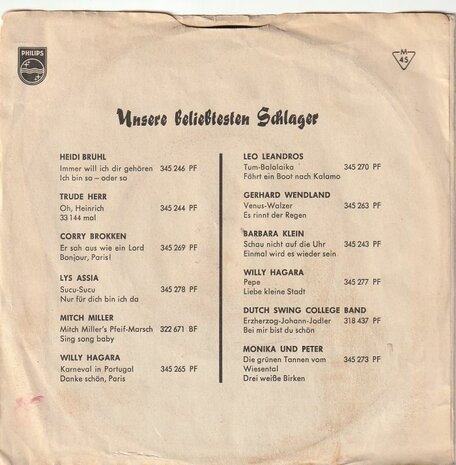 PHILIPS
M
45
Unsere beliebtesten Schlager
HEIDI BRUHL
Immer will ich dir gehören 345 246 PF
Ich bin so – oder so
TRUDE HERR
Oh, Heinrich 345 244 PF
33 144 mal
CORRY BROKKEN
Er sah aus wie ein Lord 345 269 PF
Bonjour, Paris!
LYS ASSIA
Sucu-Sucu 345 278 PF
Nur für dich bin ich da
MITCH MILLER
Mitch Miller's Pfeif-Marsch 322 671 BF
Sing song baby
WILLY HAGARA
Karneval in Portugal 345 265 PF
Danke schön, Paris
LEO LEANDROS
Tum-Balalaika 345 270 PF
Fährt ein Boot nach Kalamo
GERHARD WENDLAND
Venus-Walzer 345 263 PF
Es rinnt der Regen
BARBARA KLEIN
Schau nicht auf die Uhr 345 243 PF
Einmal wird es wieder sein
WILLY HAGARA
Pepe 345 277 PF
Liebe kleine Stadt
DUTCH SWING COLLEGE BAND
Erzherzog-Johann-Jodler 318 437 PF
Bei mir bist du schön
MONIKA UND PETER
Die grünen Tannen vom 345 273 PF
Wiesental
Drei weiße Birken